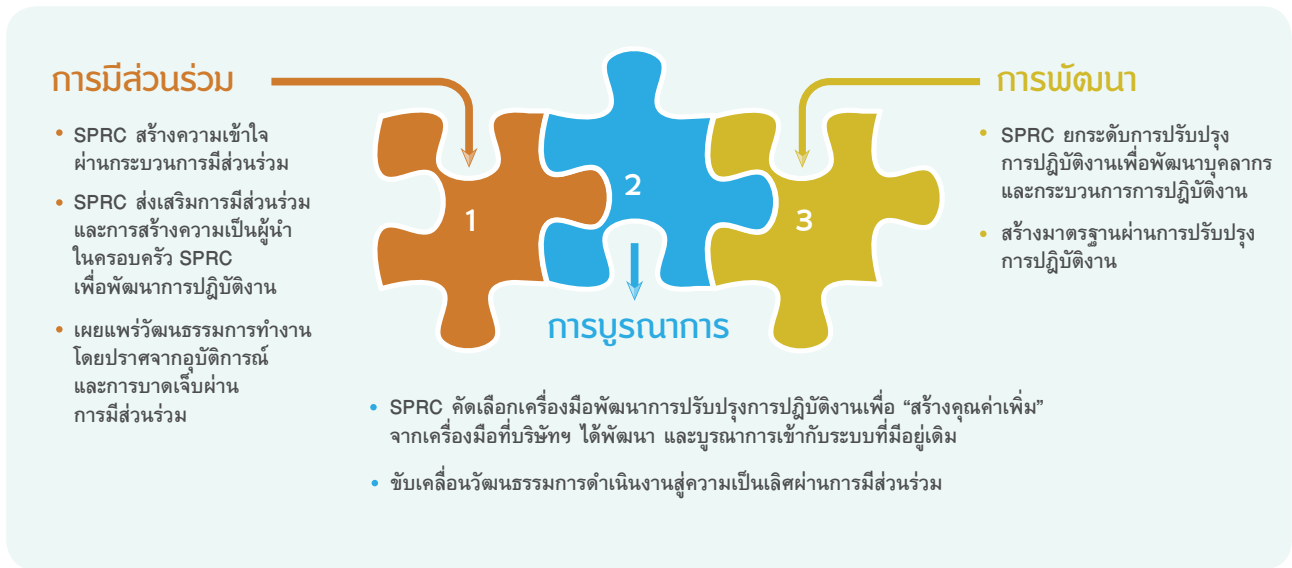 การมีส่วนร่วม
• SPRC สร้างความเข้าใจ
ผ่านกระบวนการมีส่วนร่วม
• SPRC ส่งเสริมการมีส่วนร่วม
และการสร้างความเป็นผู้นำ
ในครอบครัว SPRC
เพื่อพัฒนาการปฏิบัติงาน
• เผยแพร่วัฒนธรรมการทำงาน
โดยปราศจากอุบัติการณ์
และการบาดเจ็บผ่าน
การมีส่วนร่วม
1
2
3
การบูรณาการ
• SPRC คัดเลือกเครื่องมือพัฒนาการปรับปรุงการปฏิบัติงานเพื่อ “สร้างคุณค่าเพิ่ม”
จากเครื่องมือที่บริษัทฯ ได้พัฒนา และบูรณาการเข้ากับระบบที่มีอยู่เดิม
• ขับเคลื่อนวัฒนธรรมการดำเนินงานสู่ความเป็นเลิศผ่านการมีส่วนร่วม
การพัฒนา
• SPRC ยกระดับการปรับปรุง
การปฏิบัติงานเพื่อพัฒนาบุคลากร
และกระบวนการการปฏิบัติงาน
• สร้างมาตรฐานผ่านการปรับปรุง
การปฏิบัติงาน